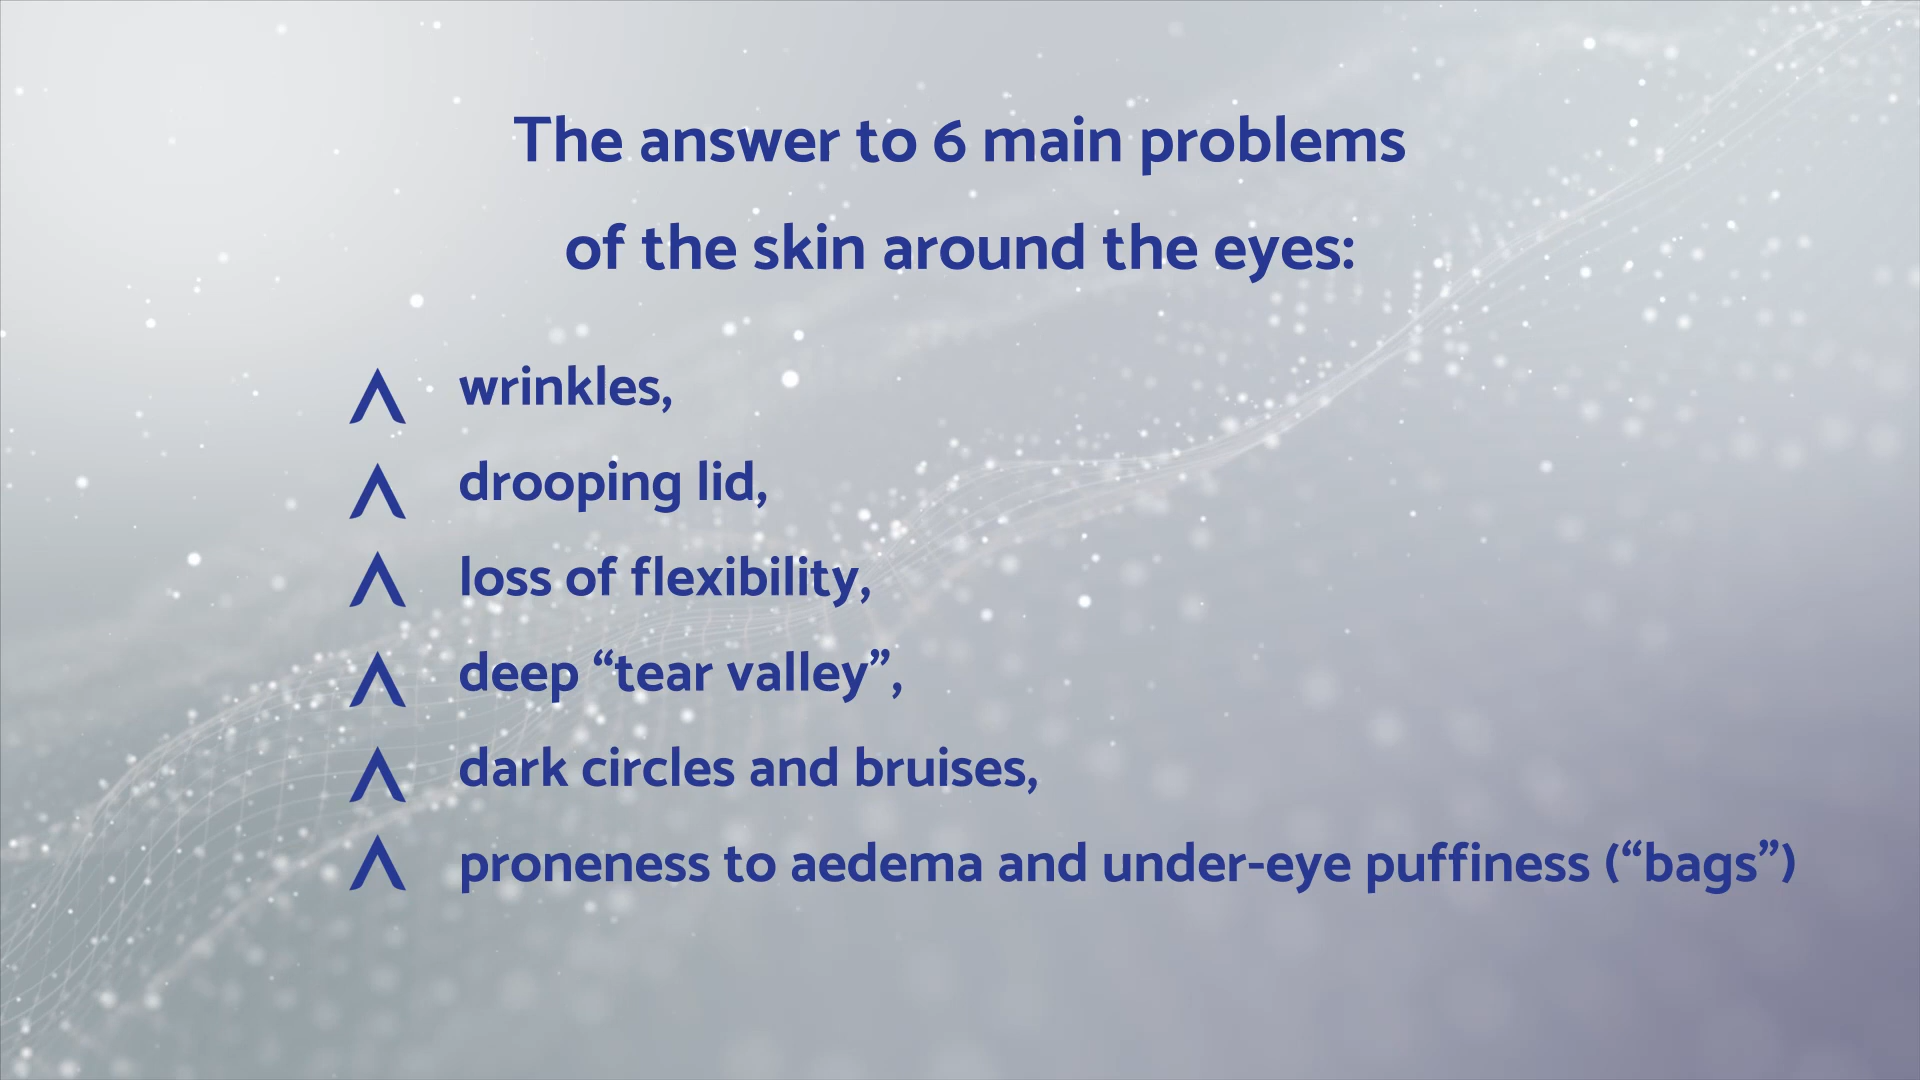 The answer to 6 main problems
of the skin around the eyes:
wrinkles,
drooping lid,
loss of flexibility,
deep “tear valley”,
dark circles and bruises,
proneness to aedema and under-eye puffiness (“bags”)